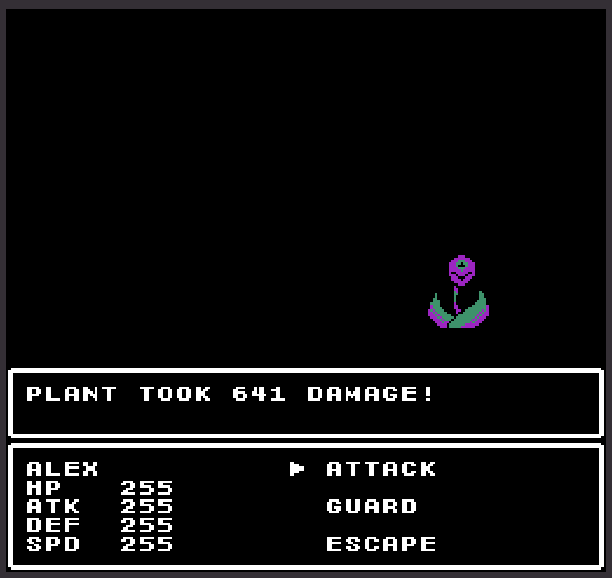 PLANT TOOK 641 DAMAGE!
ALEX
HP 255
ATK 255
DEF 255
SPD 255
ATTACK
GUARD
ESCAPE